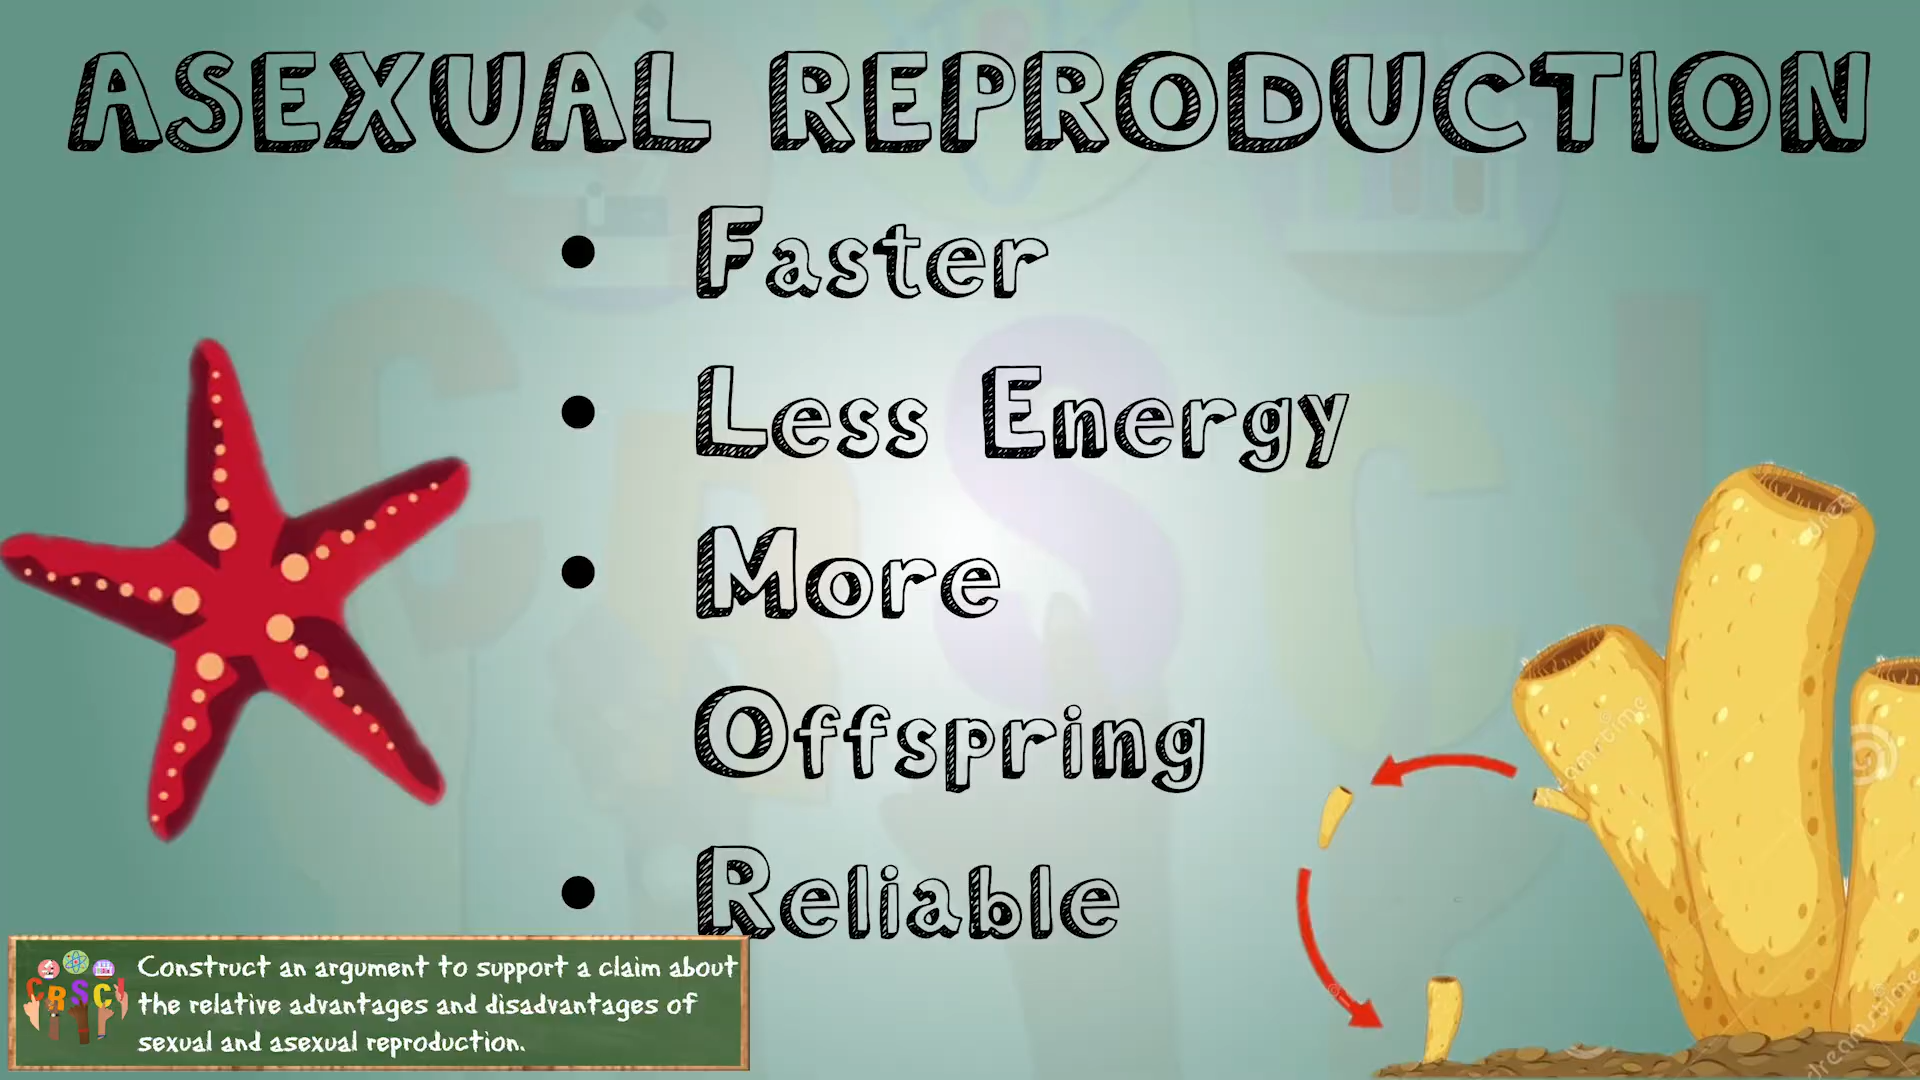 ASEXUAL REPRODUCTION
• Faster
• Less Energy
• More
Offspring
• Reliable
CRSCI
Construct an argument to support a claim about
the relative advantages and disadvantages of
sexual and asexual reproduction.